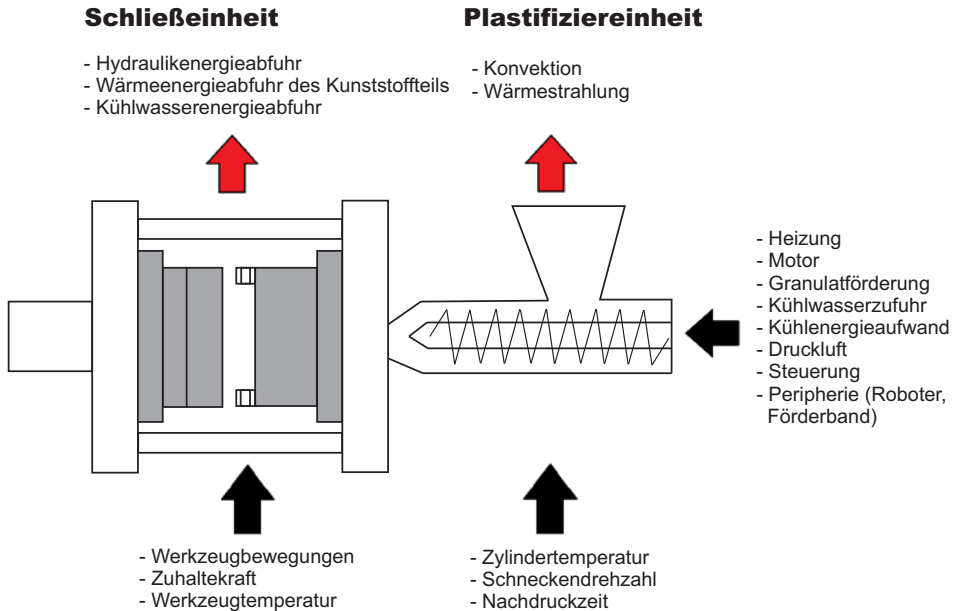 Schließeinheit
- Hydraulikenergieabfuhr
- Wärmeenergieabfuhr des Kunststoffteils
- Kühlwasserenergieabfuhr
Plastifiziereinheit
- Konvektion
- Wärmestrahlung
- Heizung
- Motor
- Granulatförderung
- Kühlwasserzufuhr
- Kühlenergieaufwand
- Druckluft
- Steuerung
- Peripherie (Roboter,
Förderband)
- Werkzeugbewegungen
- Zuhaltekraft
- Werkzeugtemperatur
- Zylindertemperatur
- Schneckendrehzahl
- Nachdruckzeit